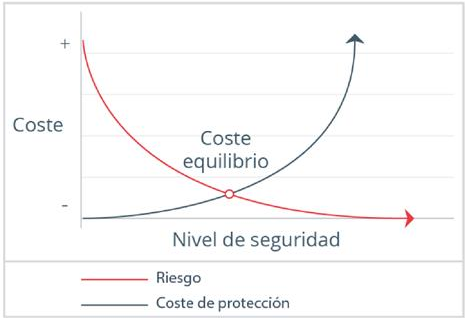 +
Coste
Coste
equilibrio
-
Nivel de seguridad
Riesgo
Coste de protección